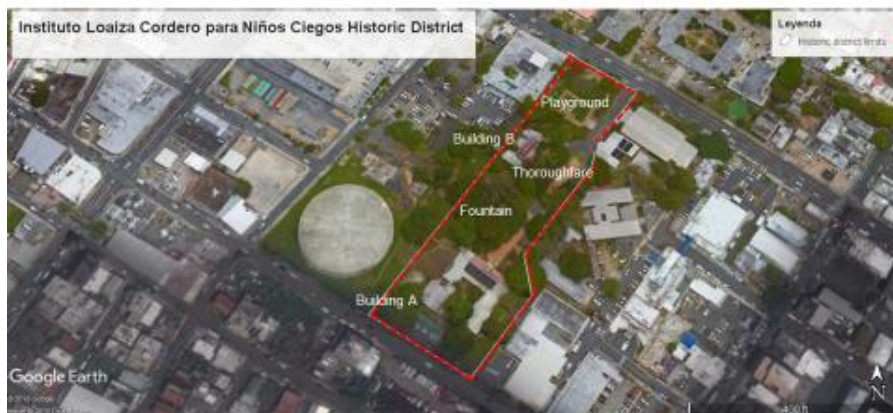 Instituto Loaiza Cordero para Niños Ciegos Historic District
Leyenda
Historic district limits
Playground
Building B
Thoroughfare
Fountain
Building A
Google Earth
N